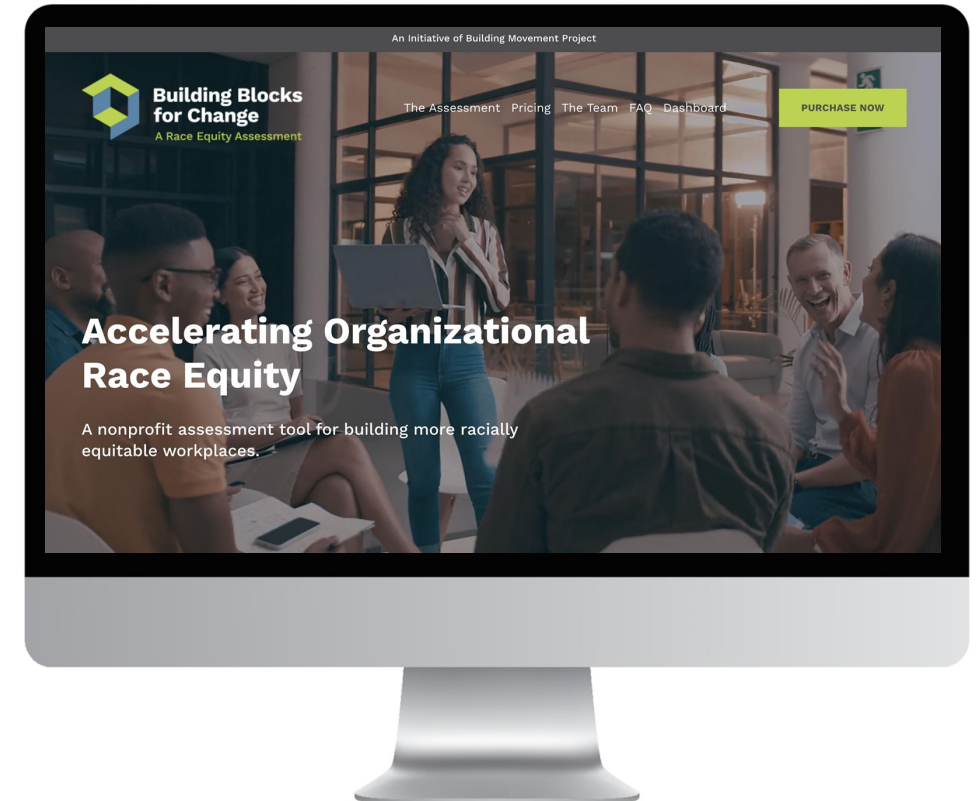 An Initiative of Building Movement Project
Building Blocks
for Change
A Race Equity Assessment
The Assessment Pricing The Team FAQ Dashboard
PURCHASE NOW
Accelerating Organizational
Race Equity
A nonprofit assessment tool for building more racially
equitable workplaces.